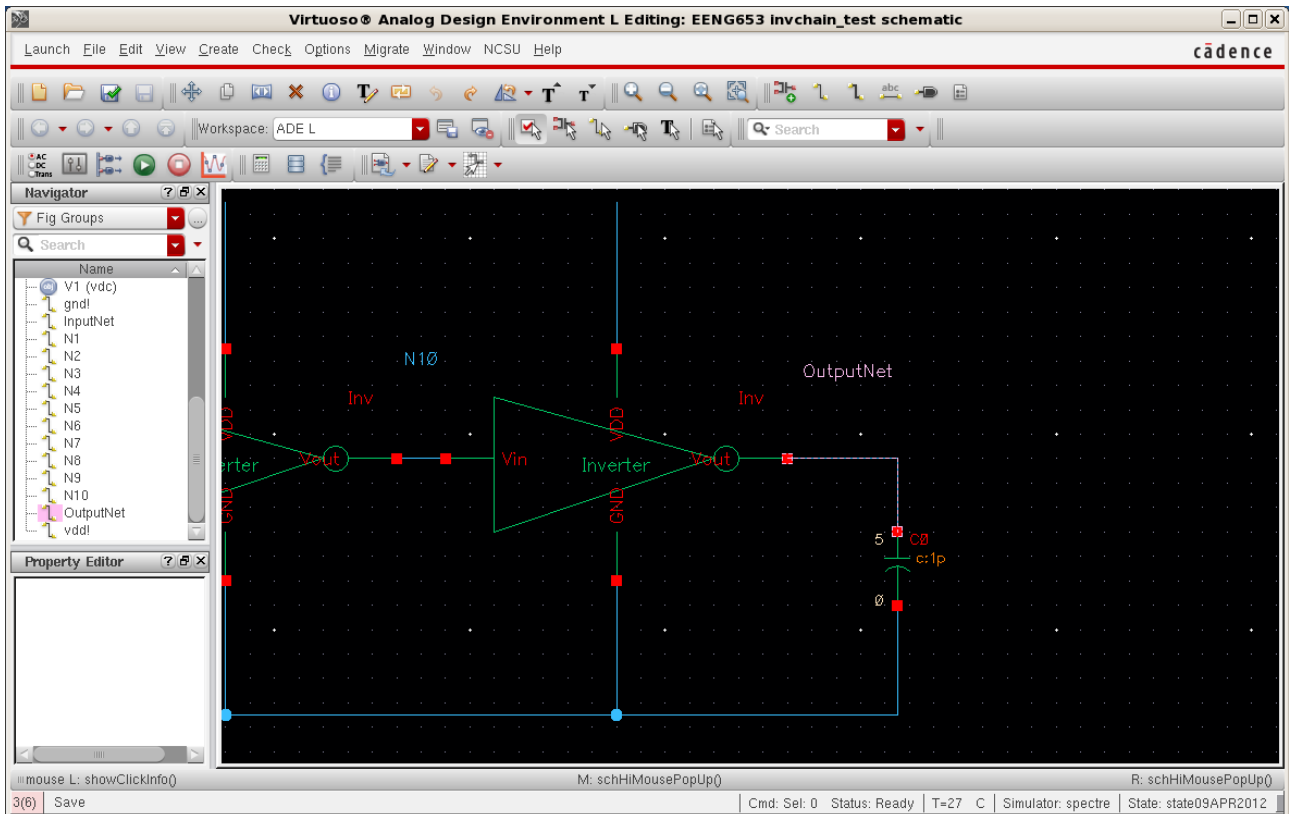 Virtuoso® Analog Design Environment L Editing: EENG653 invchain_test schematic
Launch File Edit View Create Check Options Migrate Window NCSU Help
cādence
abc
Workspace: ADE L
Search
AC
DC
Trans
Navigator
Fig Groups
Search
Name
V1 (vdc)
gnd!
InputNet
N1
N2
N3
N4
N5
N6
N7
N8
N9
N10
OutputNet
vdd!
Property Editor
N1Ø
OutputNet
Inv
Inv
VDD
VDD
erter
Vout
Vin
Inverter
Vout
GND
GND
5
CØ
c:1p
Ø
mouse L: showClickInfo()
M: schHiMousePopUp()
R: schHiMousePopUp()
3(6)
Save
Cmd: Sel: 0
Status: Ready
T=27 C
Simulator: spectre
State: state09APR2012